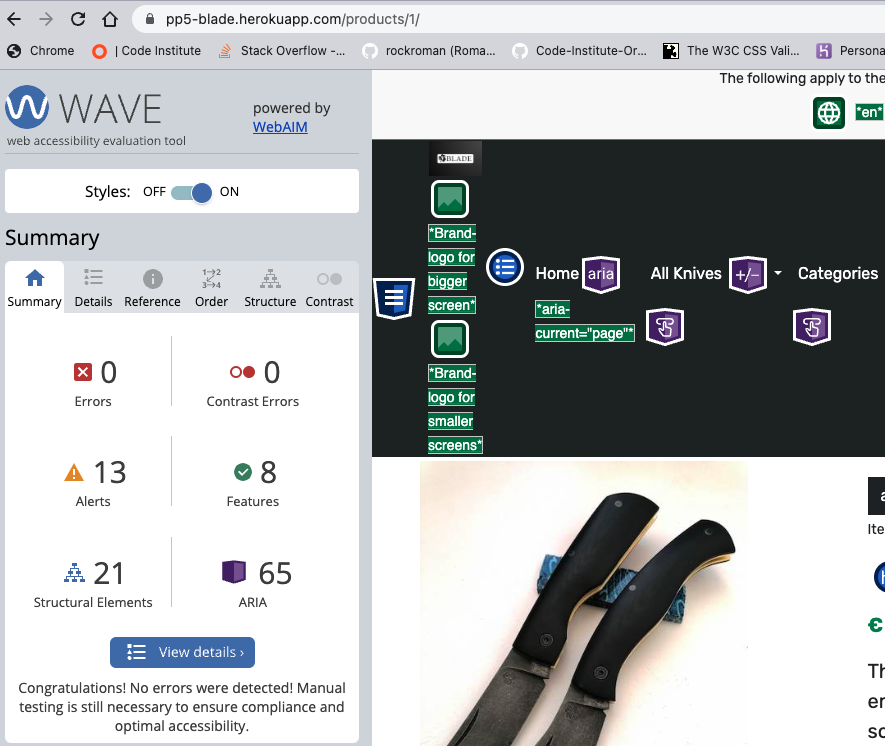 pp5-blade.herokuapp.com/products/1/
Chrome | Code Institute Stack Overflow -... rockroman (Roma... Code-Institute-Or... The W3C CSS Vali... Persona
WAVE
web accessibility evaluation tool
powered by
WebAIM
Styles: OFF ON
Summary
Summary Details Reference Order Structure Contrast
0
Errors
0
Contrast Errors
13
Alerts
8
Features
21
Structural Elements
65
ARIA
View details ›
Congratulations! No errors were detected! Manual
testing is still necessary to ensure compliance and
optimal accessibility.
The following apply to the
*en*
BLADE
*Brand-
logo for
bigger
screen*
*Brand-
logo for
smaller
screens*
Home aria All Knives +/− Categories
*aria-
current="page"*
a
Ite
h
€
Th
er
sc